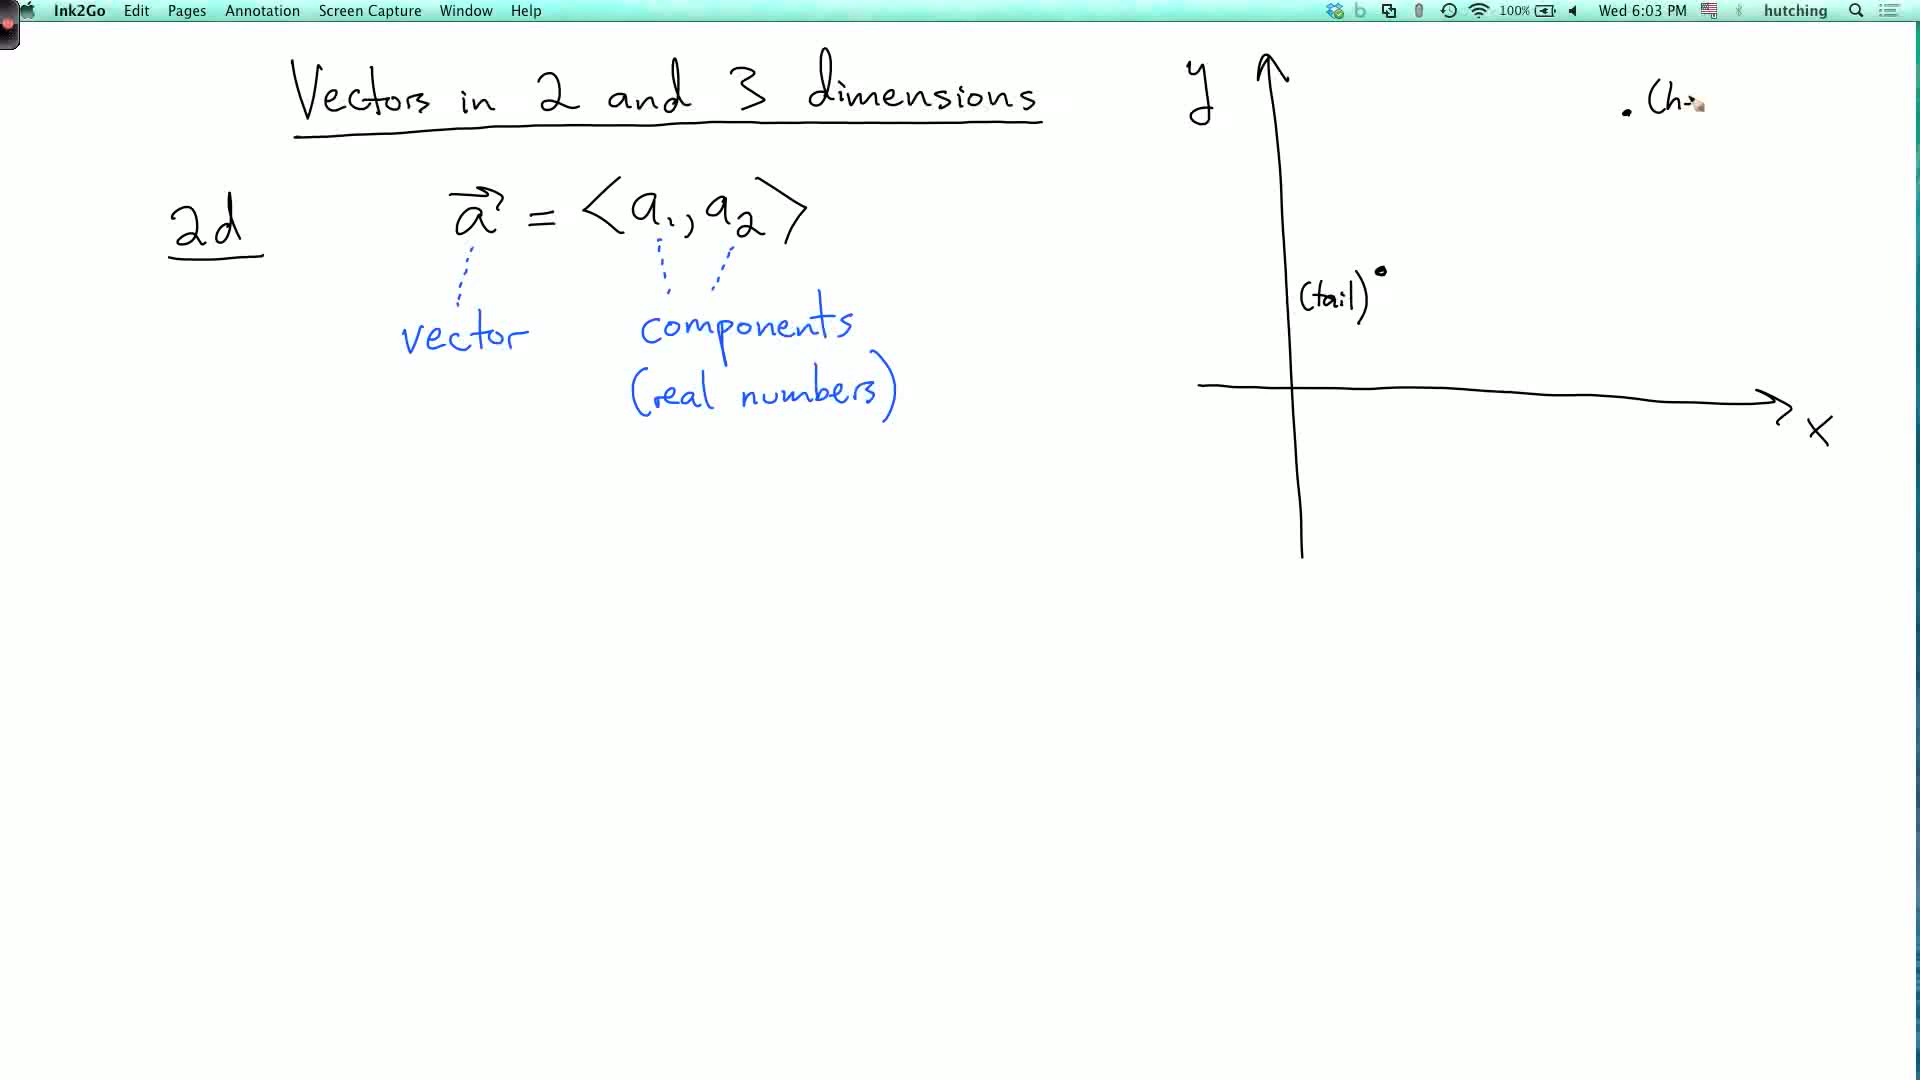 Ink2Go Edit Pages Annotation Screen Capture Window Help 100% Wed 6:03 PM hutching
Vectors in 2 and 3 dimensions
2d
a⃗ = <a₁, a₂>
vector
components
(real numbers)
y
(tail)
x